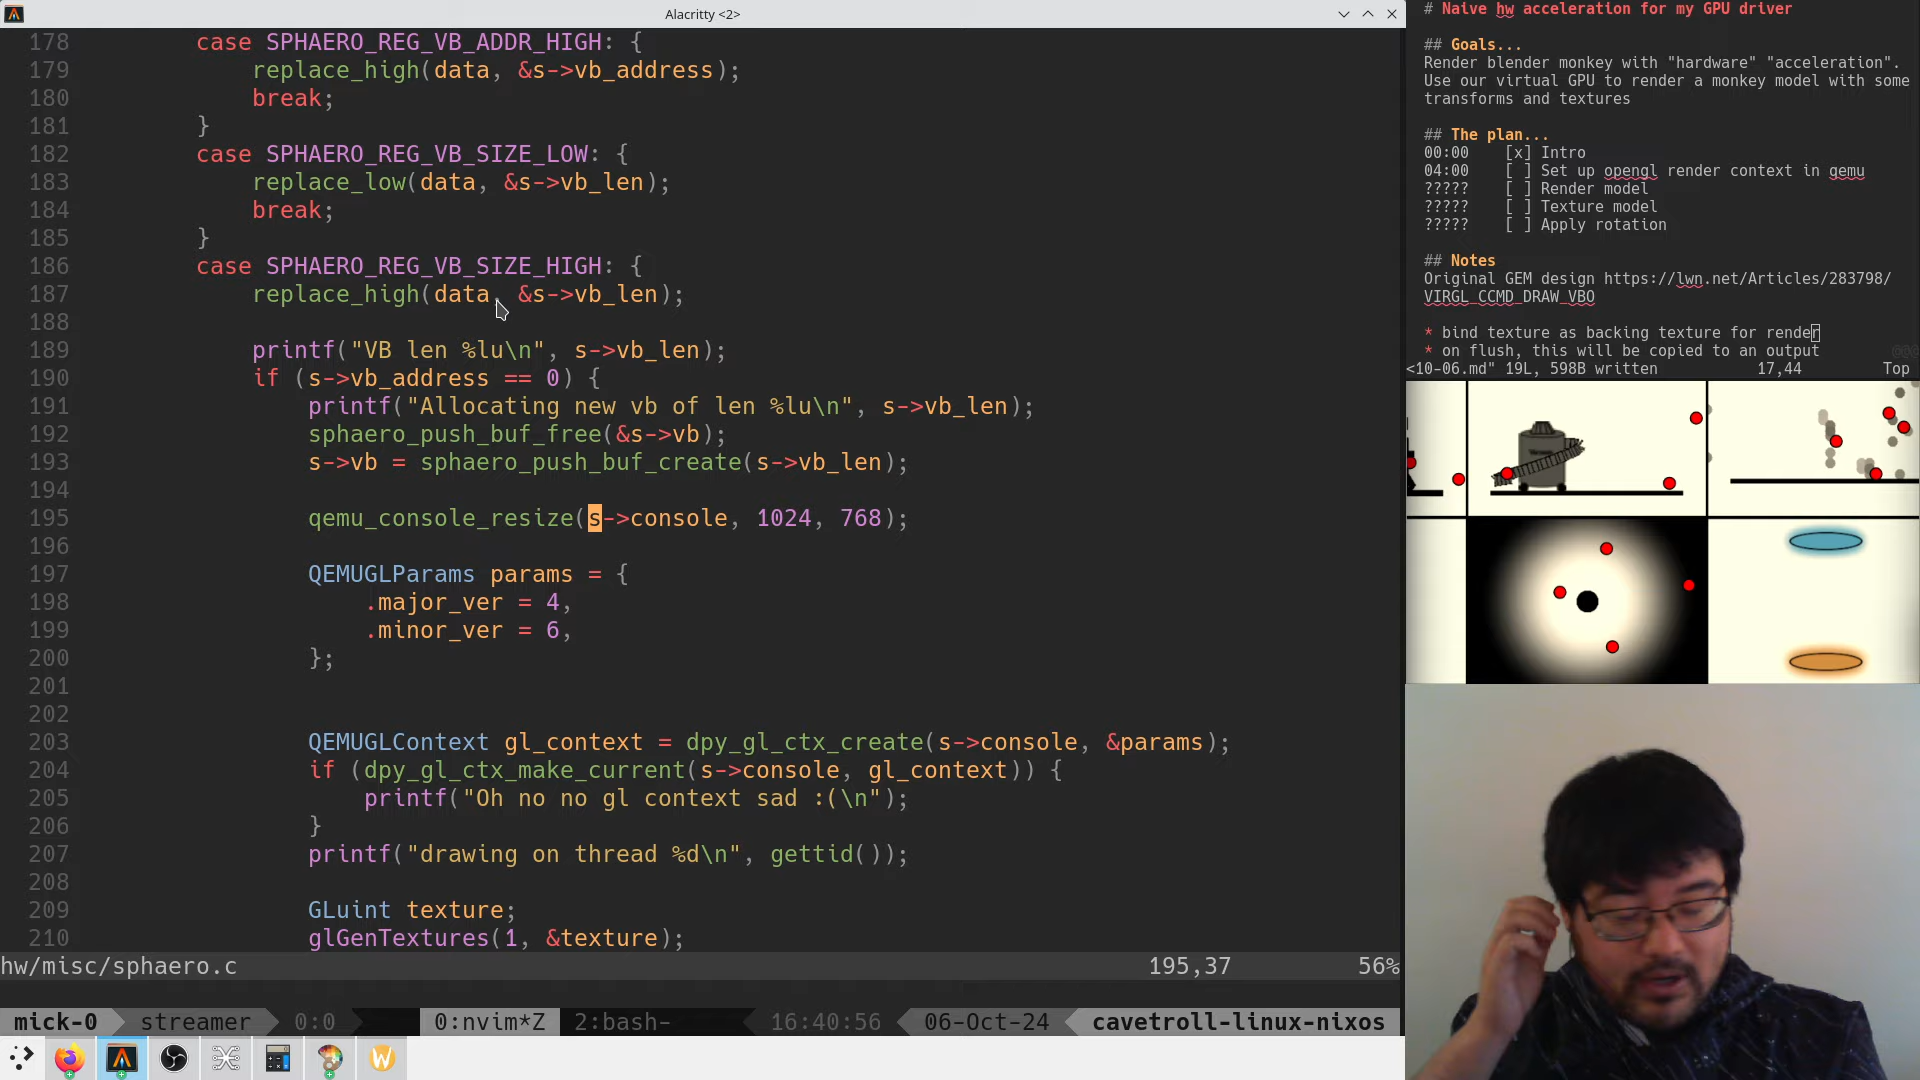 Alacritty <2>
178 case SPHAERO_REG_VB_ADDR_HIGH: {
179 replace_high(data, &s->vb_address);
180 break;
181 }
182 case SPHAERO_REG_VB_SIZE_LOW: {
183 replace_low(data, &s->vb_len);
184 break;
185 }
186 case SPHAERO_REG_VB_SIZE_HIGH: {
187 replace_high(data, &s->vb_len);
188
189 printf("VB len %lu\n", s->vb_len);
190 if (s->vb_address == 0) {
191 printf("Allocating new vb of len %lu\n", s->vb_len);
192 sphaero_push_buf_free(&s->vb);
193 s->vb = sphaero_push_buf_create(s->vb_len);
194
195 qemu_console_resize(s->console, 1024, 768);
196
197 QEMUGLParams params = {
198 .major_ver = 4,
199 .minor_ver = 6,
200 };
201
202
203 QEMUGLContext gl_context = dpy_gl_ctx_create(s->console, &params);
204 if (dpy_gl_ctx_make_current(s->console, gl_context)) {
205 printf("Oh no no gl context sad :(\n");
206 }
207 printf("drawing on thread %d\n", gettid());
208
209 GLuint texture;
210 glGenTextures(1, &texture);
hw/misc/sphaero.c 195,37 56%
mick-0 streamer 0:0 0:nvim*Z 2:bash- 16:40:56 06-Oct-24 cavetroll-linux-nixos
# Naive hw acceleration for my GPU driver
## Goals...
Render blender monkey with "hardware" "acceleration".
Use our virtual GPU to render a monkey model with some
transforms and textures
## The plan...
00:00 [x] Intro
04:00 [ ] Set up opengl render context in qemu
????? [ ] Render model
????? [ ] Texture model
????? [ ] Apply rotation
## Notes
Original GEM design https://lwn.net/Articles/283798/
VIRGL_CCMD_DRAW_VBO
* bind texture as backing texture for render
* on flush, this will be copied to an output
@@@
<10-06.md" 19L, 598B written 17,44 Top
W